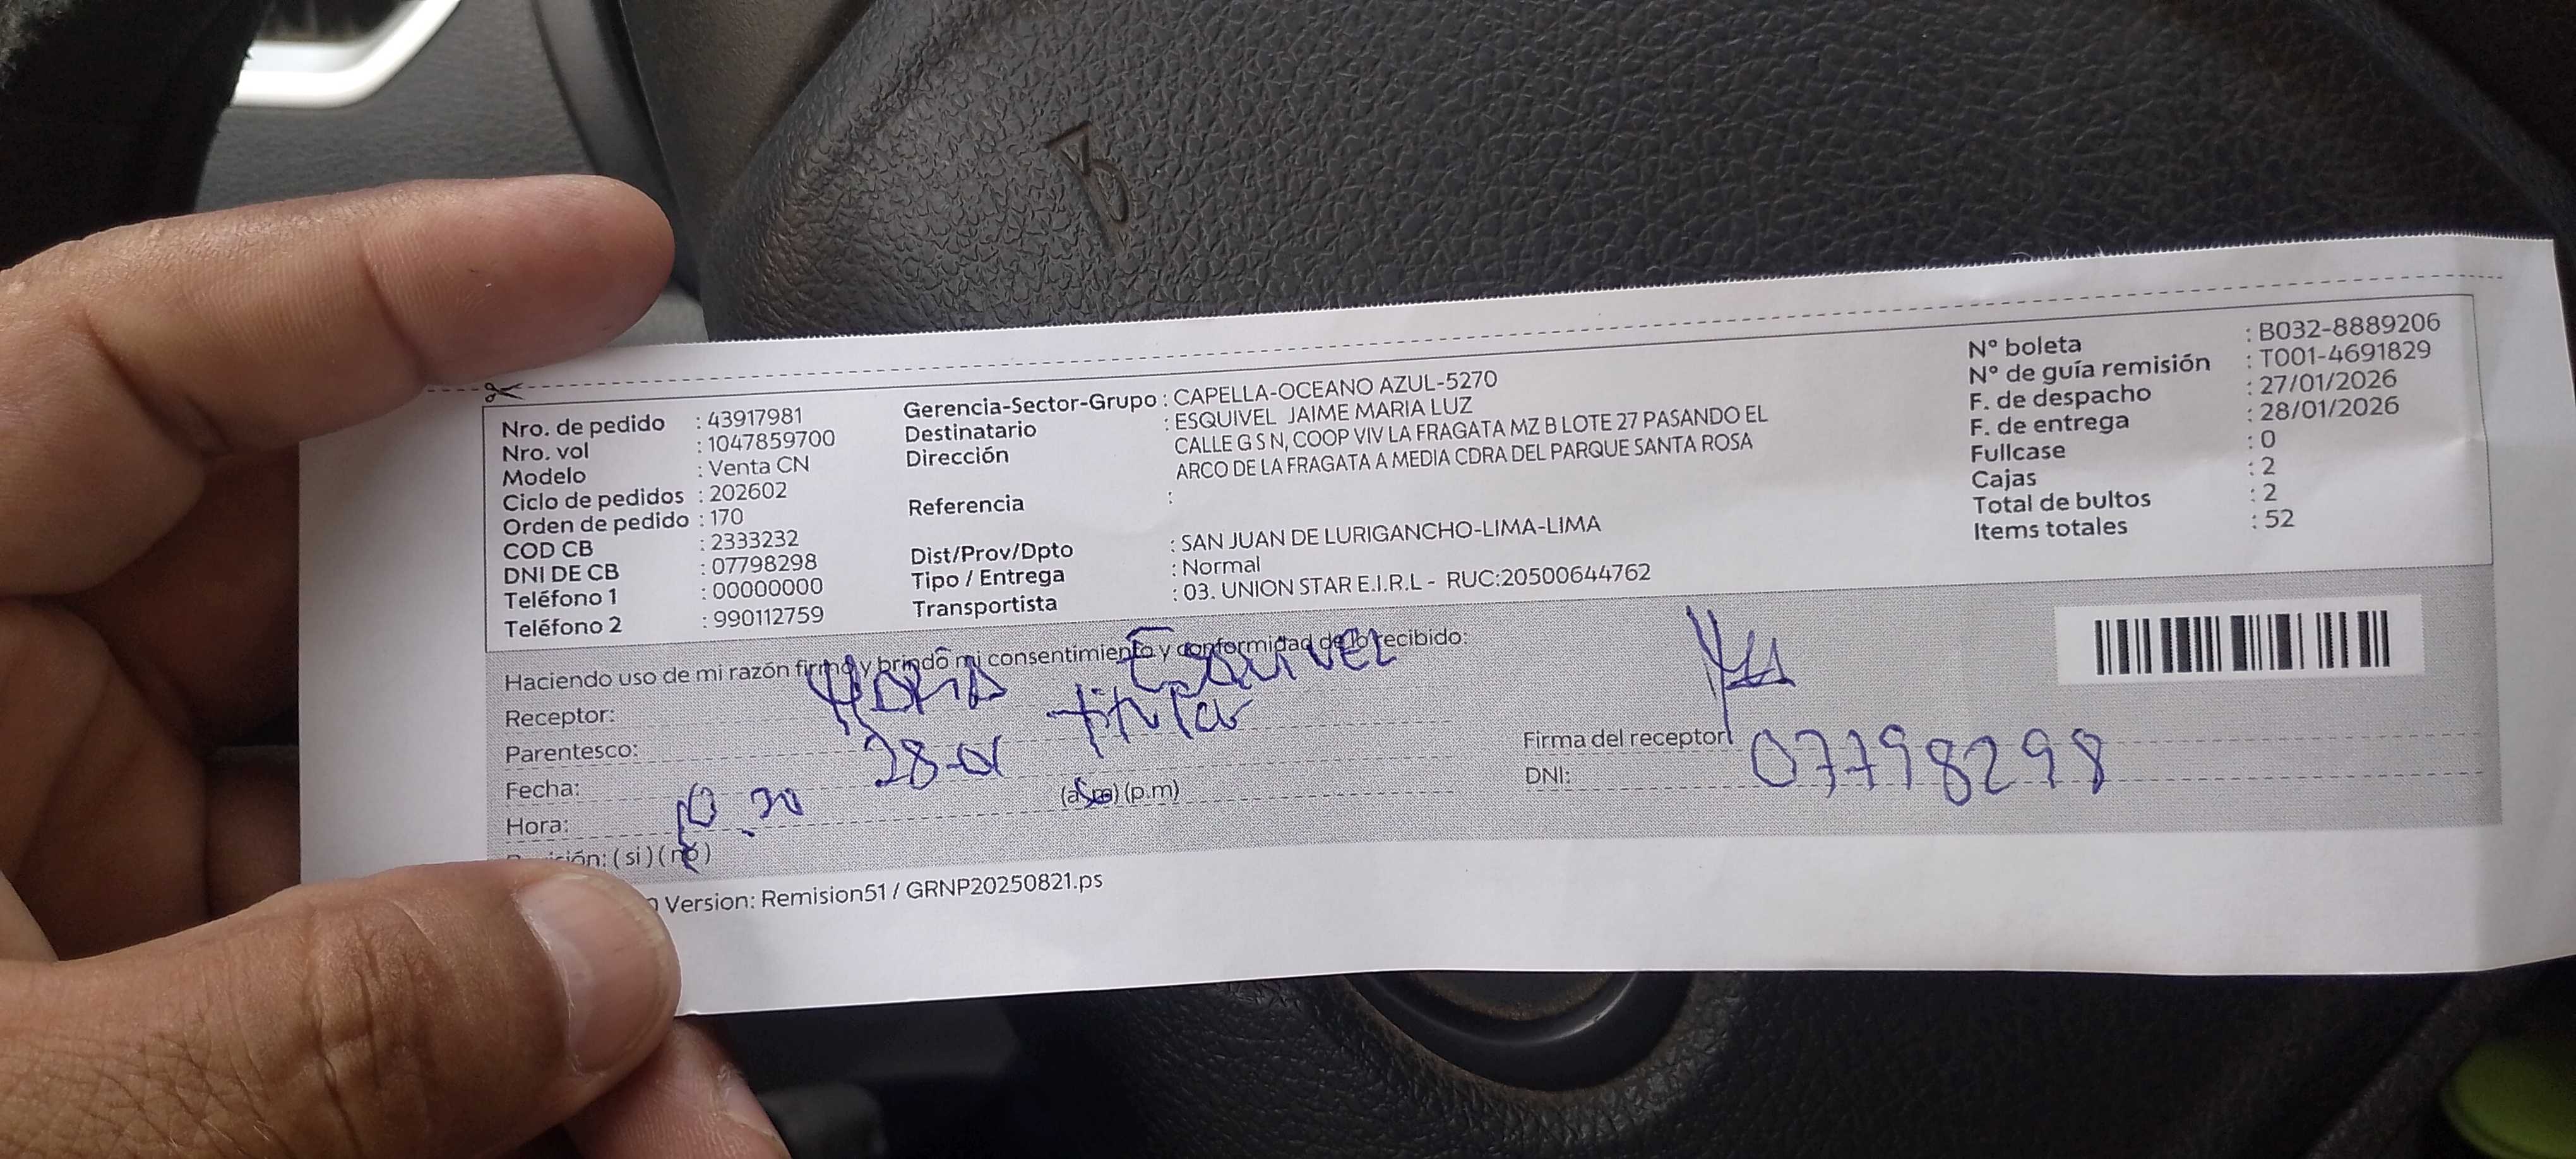 Nro. de pedido : 43917981
Nro. vol : 1047859700
Modelo : Venta CN
Ciclo de pedidos : 202602
Orden de pedido : 170
COD CB : 2333232
DNI DE CB : 07798298
Teléfono 1 : 00000000
Teléfono 2 : 990112759
Gerencia-Sector-Grupo : CAPELLA-OCEANO AZUL-5270
Destinatario : ESQUIVEL JAIME MARIA LUZ
Dirección CALLE G S N, COOP VIV LA FRAGATA MZ B LOTE 27 PASANDO EL
ARCO DE LA FRAGATA A MEDIA CDRA DEL PARQUE SANTA ROSA
Referencia :
Dist/Prov/Dpto : SAN JUAN DE LURIGANCHO-LIMA-LIMA
Tipo / Entrega : Normal
Transportista : 03. UNION STAR E.I.R.L - RUC:20500644762
N° boleta : B032-8889206
N° de guía remisión : T001-4691829
F. de despacho : 27/01/2026
F. de entrega : 28/01/2026
Fullcase : 0
Cajas : 2
Total de bultos : 2
Items totales : 52
Haciendo uso de mi razón firmo y brindo mi consentimiento y conformidad de lo recibido:
Receptor: Maria Esquivel
Parentesco: titular
Fecha: 28-01
Hora: (a.m) (p.m)
Firma del receptor
DNI: 07798298
(si) (no)
Version: Remision51 / GRNP20250821.ps